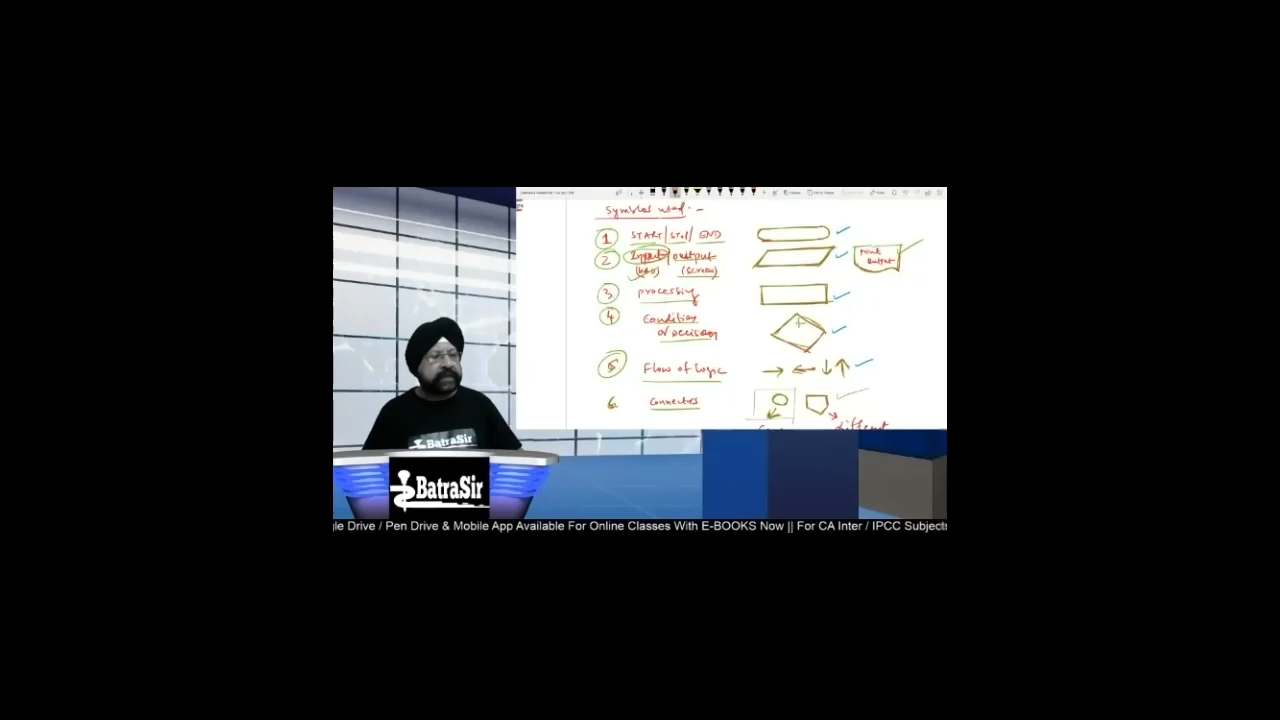 Symbols used:-
1 START/Stop/END
2 Input/output
(kbd) (screen)
Print
Output
3 processing
4 Condition
or decision
5 Flow of Logic
6 Connectors
different
BatraSir
BatraSir
gle Drive / Pen Drive & Mobile App Available For Online Classes With E-BOOKS Now || For CA Inter / IPCC Subjects